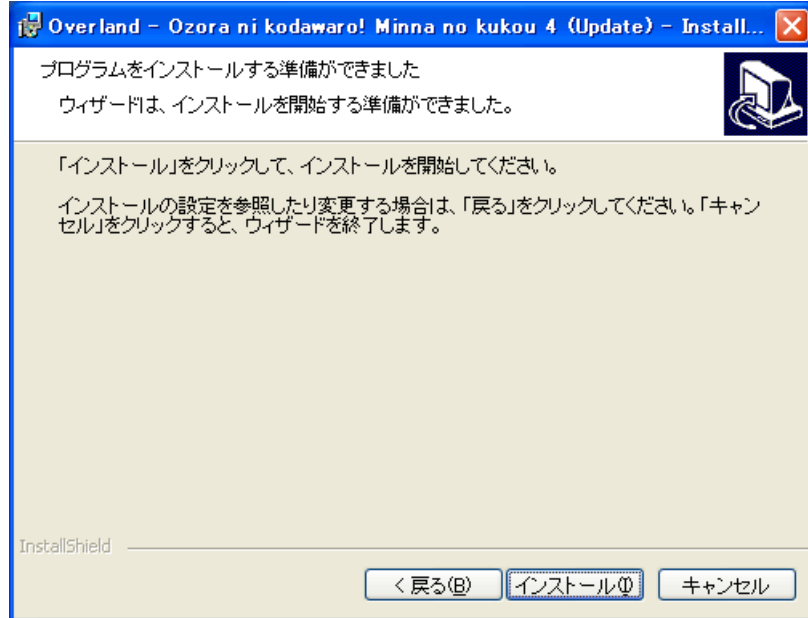 Overland - Ozora ni kodawaro! Minna no kukou 4 (Update) - Install...
プログラムをインストールする準備ができました
ウィザードは、インストールを開始する準備ができました。
「インストール」をクリックして、インストールを開始してください。
インストールの設定を参照したり変更する場合は、「戻る」をクリックしてください。「キャン
セル」をクリックすると、ウィザードを終了します。
InstallShield
< 戻る(B) インストール(I) キャンセル